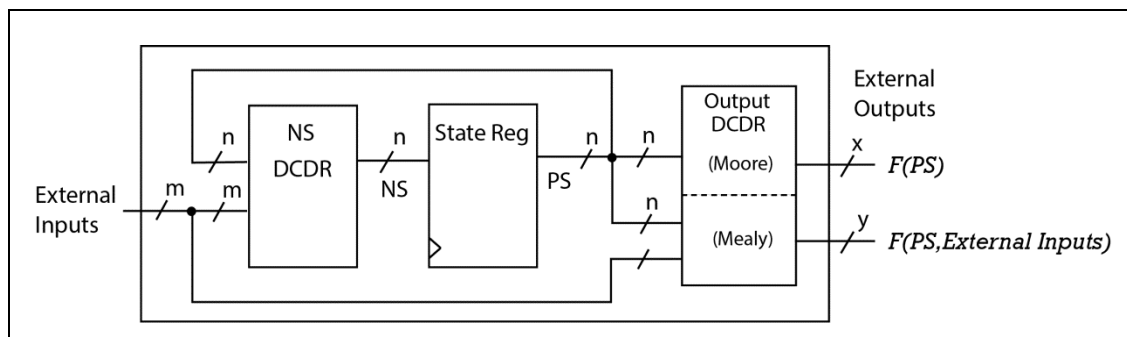 External
Inputs
m
m
n
NS
DCDR
n
NS
State Reg
n
PS
n
n
Output
DCDR
(Moore)
(Mealy)
External
Outputs
x
F(PS)
y
F(PS,External Inputs)